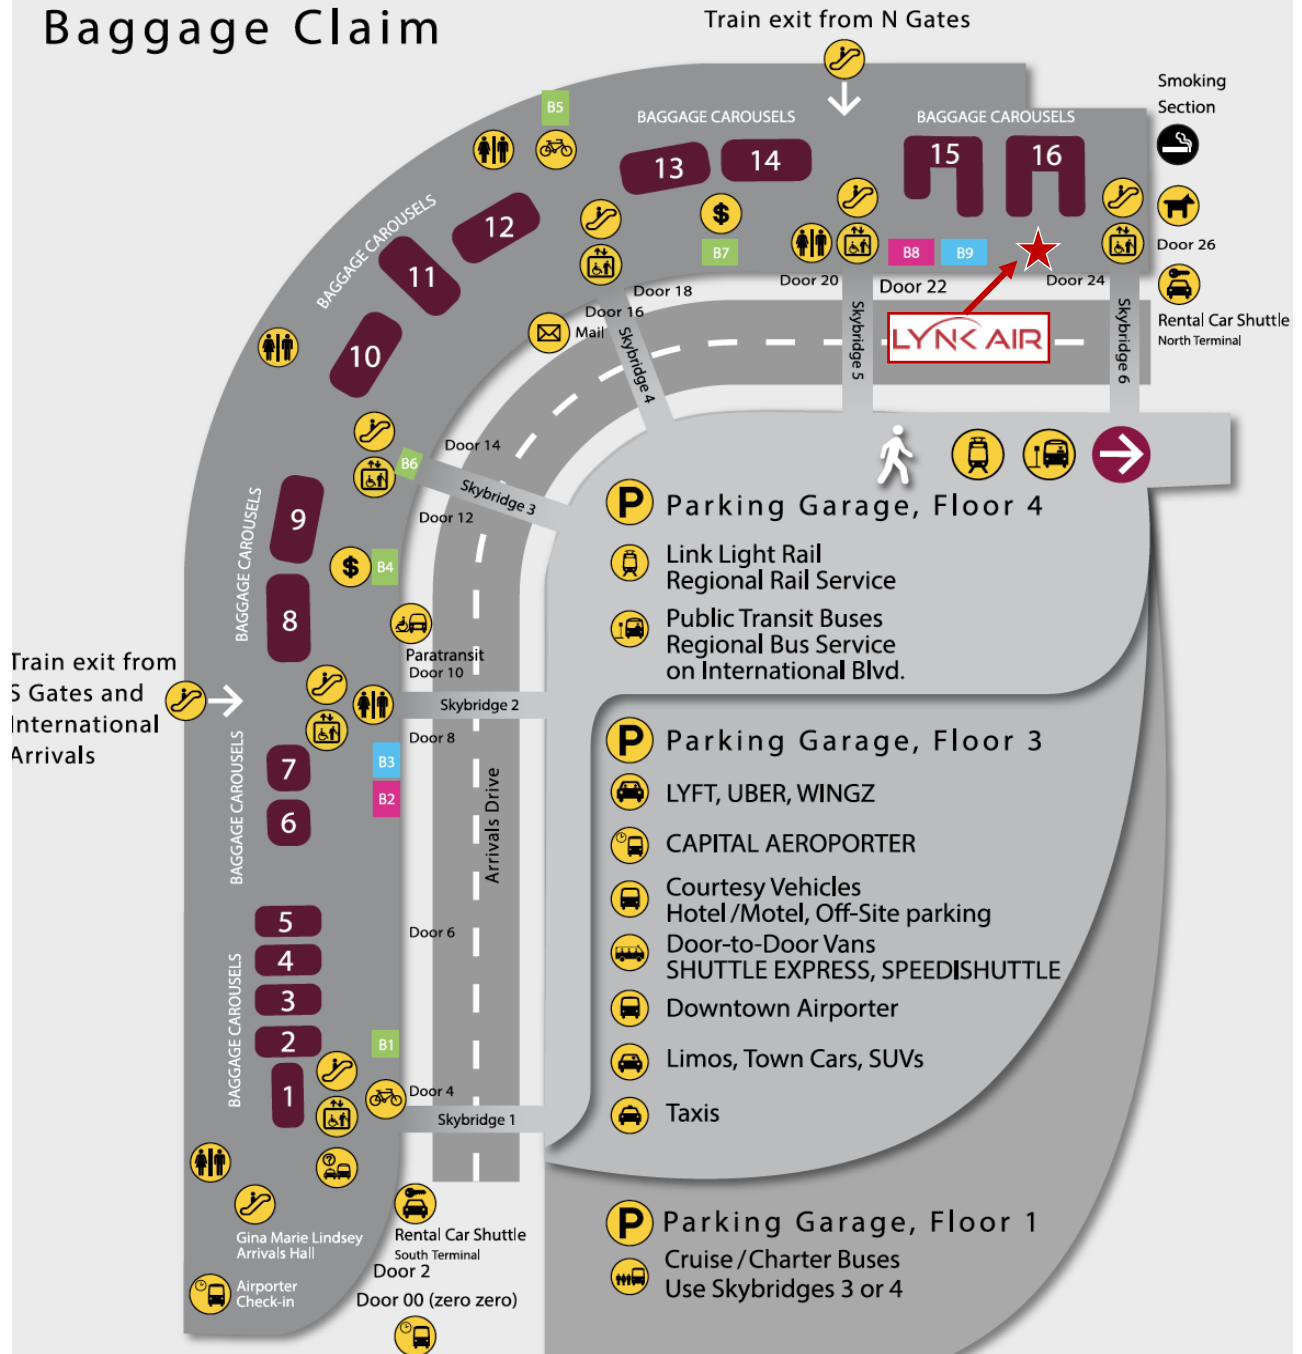 Baggage Claim
Train exit from N Gates
Smoking
Section
B5
BAGGAGE CAROUSELS
BAGGAGE CAROUSELS
13
14
15
16
BAGGAGE CAROUSELS
12
11
10
$
B7
B8
B9
Door 26
Door 18
Door 20
Door 22
Door 24
Door 16
Mail
Skybridge 4
Skybridge 5
LYNX AIR
Skybridge 6
Rental Car Shuttle
North Terminal
Door 14
B6
Skybridge 3
Door 12
BAGGAGE CAROUSELS
9
8
$
B4
Paratransit
Door 10
Train exit from
S Gates and
International
Arrivals
Skybridge 2
Door 8
B3
B2
BAGGAGE CAROUSELS
7
6
Arrivals Drive
Door 6
BAGGAGE CAROUSELS
5
4
3
2
1
B1
Door 4
Skybridge 1
?
Gina Marie Lindsey
Arrivals Hall
Airporter
Check-in
Rental Car Shuttle
South Terminal
Door 2
Door 00 (zero zero)
P Parking Garage, Floor 4
Link Light Rail
Regional Rail Service
Public Transit Buses
Regional Bus Service
on International Blvd.
P Parking Garage, Floor 3
LYFT, UBER, WINGZ
CAPITAL AEROPORTER
Courtesy Vehicles
Hotel/Motel, Off-Site parking
Door-to-Door Vans
SHUTTLE EXPRESS, SPEEDISHUTTLE
Downtown Airporter
Limos, Town Cars, SUVs
Taxis
P Parking Garage, Floor 1
Cruise/Charter Buses
Use Skybridges 3 or 4